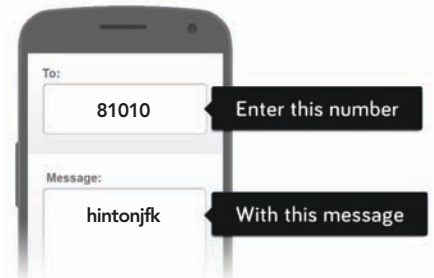 To:
81010
Enter this number
Message:
hintonjfk
With this message